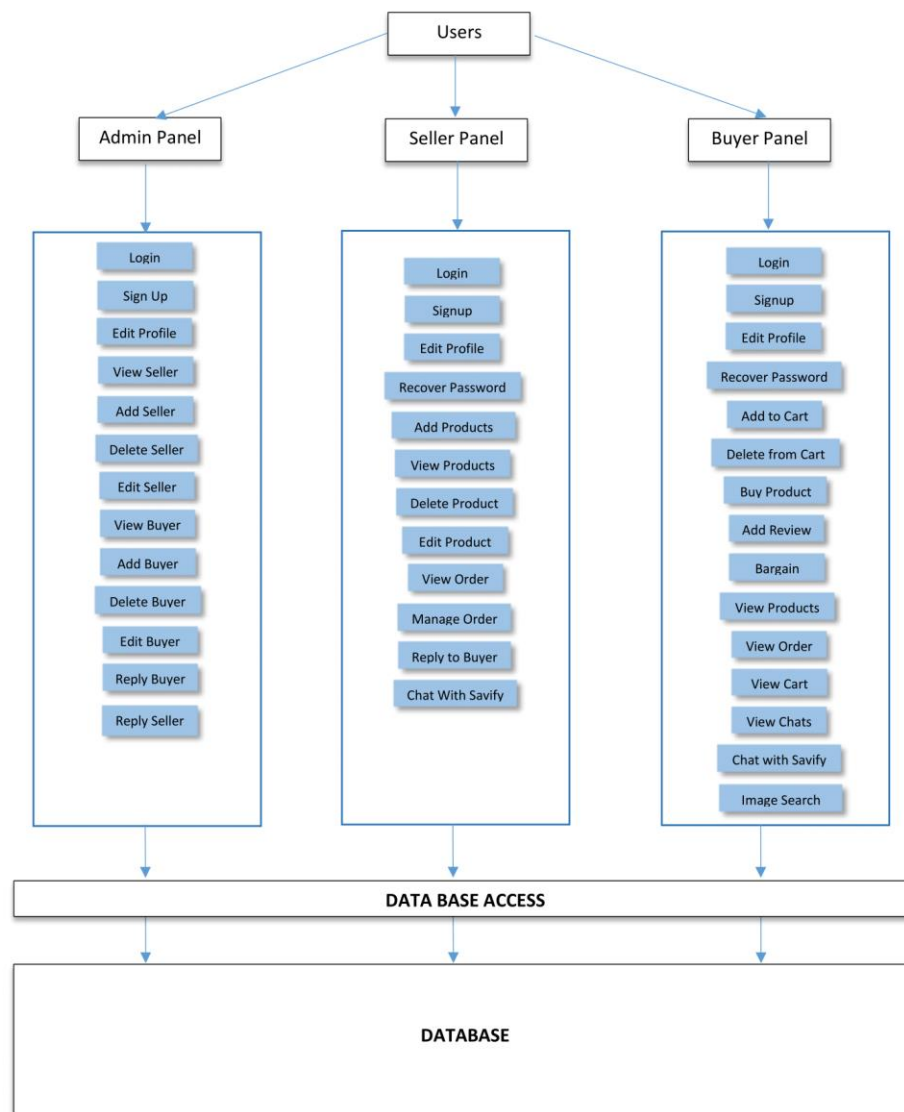 Users
Admin Panel
Seller Panel
Buyer Panel
Login
Sign Up
Edit Profile
View Seller
Add Seller
Delete Seller
Edit Seller
View Buyer
Add Buyer
Delete Buyer
Edit Buyer
Reply Buyer
Reply Seller
Login
Signup
Edit Profile
Recover Password
Add Products
View Products
Delete Product
Edit Product
View Order
Manage Order
Reply to Buyer
Chat With Savify
Login
Signup
Edit Profile
Recover Password
Add to Cart
Delete from Cart
Buy Product
Add Review
Bargain
View Products
View Order
View Cart
View Chats
Chat with Savify
Image Search
DATA BASE ACCESS
DATABASE